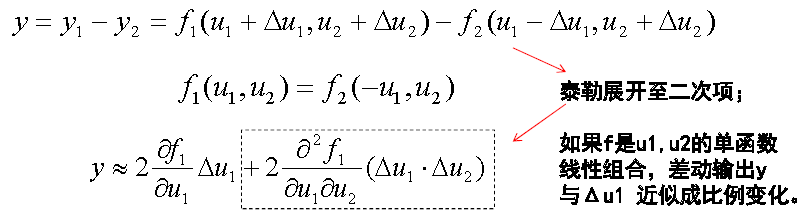 y = y₁ − y₂ = f₁(u₁ + Δu₁, u₂ + Δu₂) − f₂(u₁ − Δu₁, u₂ + Δu₂)
f₁(u₁, u₂) = f₂(−u₁, u₂)
泰勒展开至二次项；
y ≈ 2 ∂f₁/∂u₁ Δu₁ + 2 ∂²f₁/∂u₁∂u₂ (Δu₁ · Δu₂)
如果f是u1,u2的单函数
线性组合，差动输出y
与Δu1 近似成比例变化。